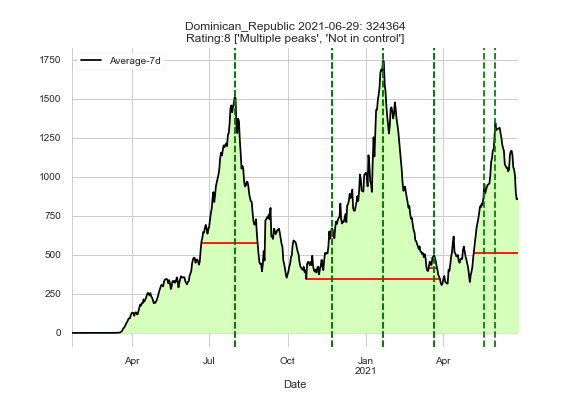 Dominican_Republic 2021-06-29: 324364
Rating:8 ['Multiple peaks', 'Not in control']
Average-7d
1750
1500
1250
1000
750
500
250
0
Apr
Jul
Oct
Jan
2021
Apr
Date